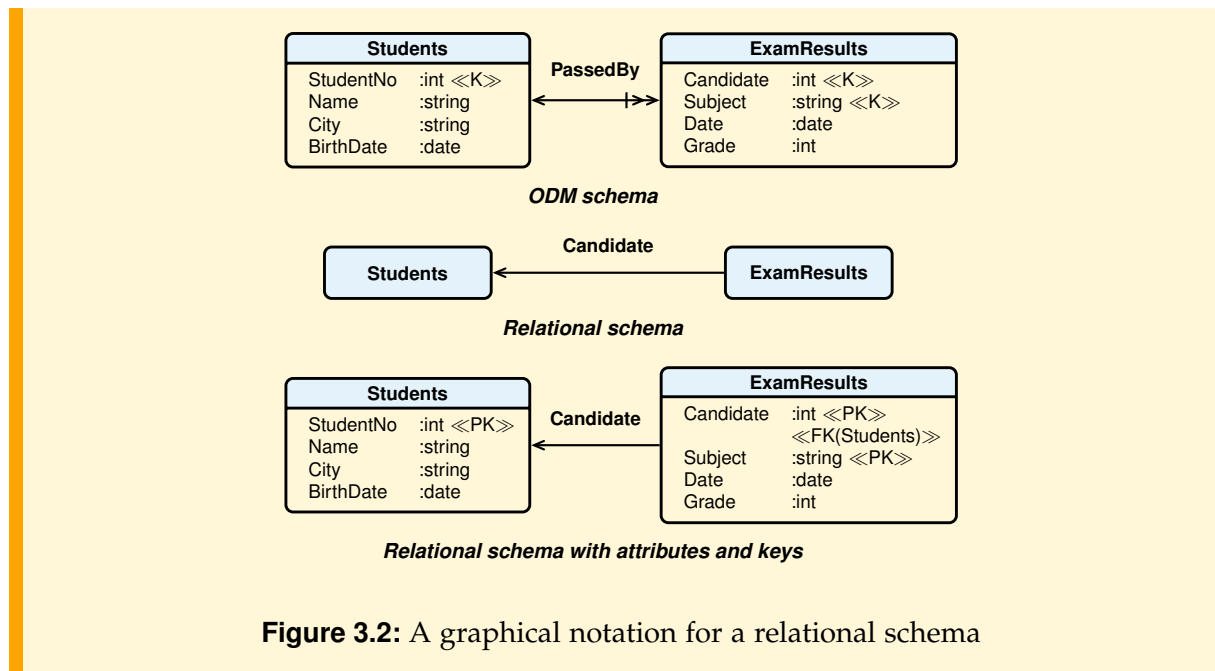 Students
StudentNo :int ≪K≫
Name :string
City :string
BirthDate :date
PassedBy
ExamResults
Candidate :int ≪K≫
Subject :string ≪K≫
Date :date
Grade :int
ODM schema
Students
Candidate
ExamResults
Relational schema
Students
StudentNo :int ≪PK≫
Name :string
City :string
BirthDate :date
Candidate
ExamResults
Candidate :int ≪PK≫
≪FK(Students)≫
Subject :string ≪PK≫
Date :date
Grade :int
Relational schema with attributes and keys
Figure 3.2: A graphical notation for a relational schema